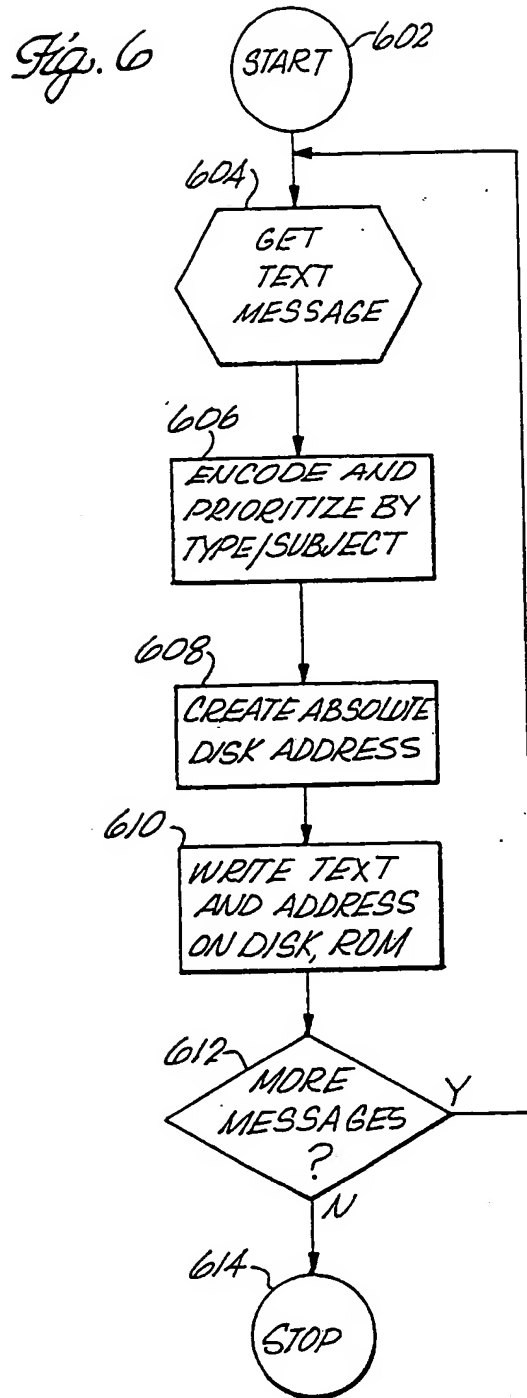 Fig. 6
602
START
604
GET
TEXT
MESSAGE
606
ENCODE AND
PRIORITIZE BY
TYPE/SUBJECT
608
CREATE ABSOLUTE
DISK ADDRESS
610
WRITE TEXT
AND ADDRESS
ON DISK, ROM
612
MORE
MESSAGES
?
Y
N
614
STOP